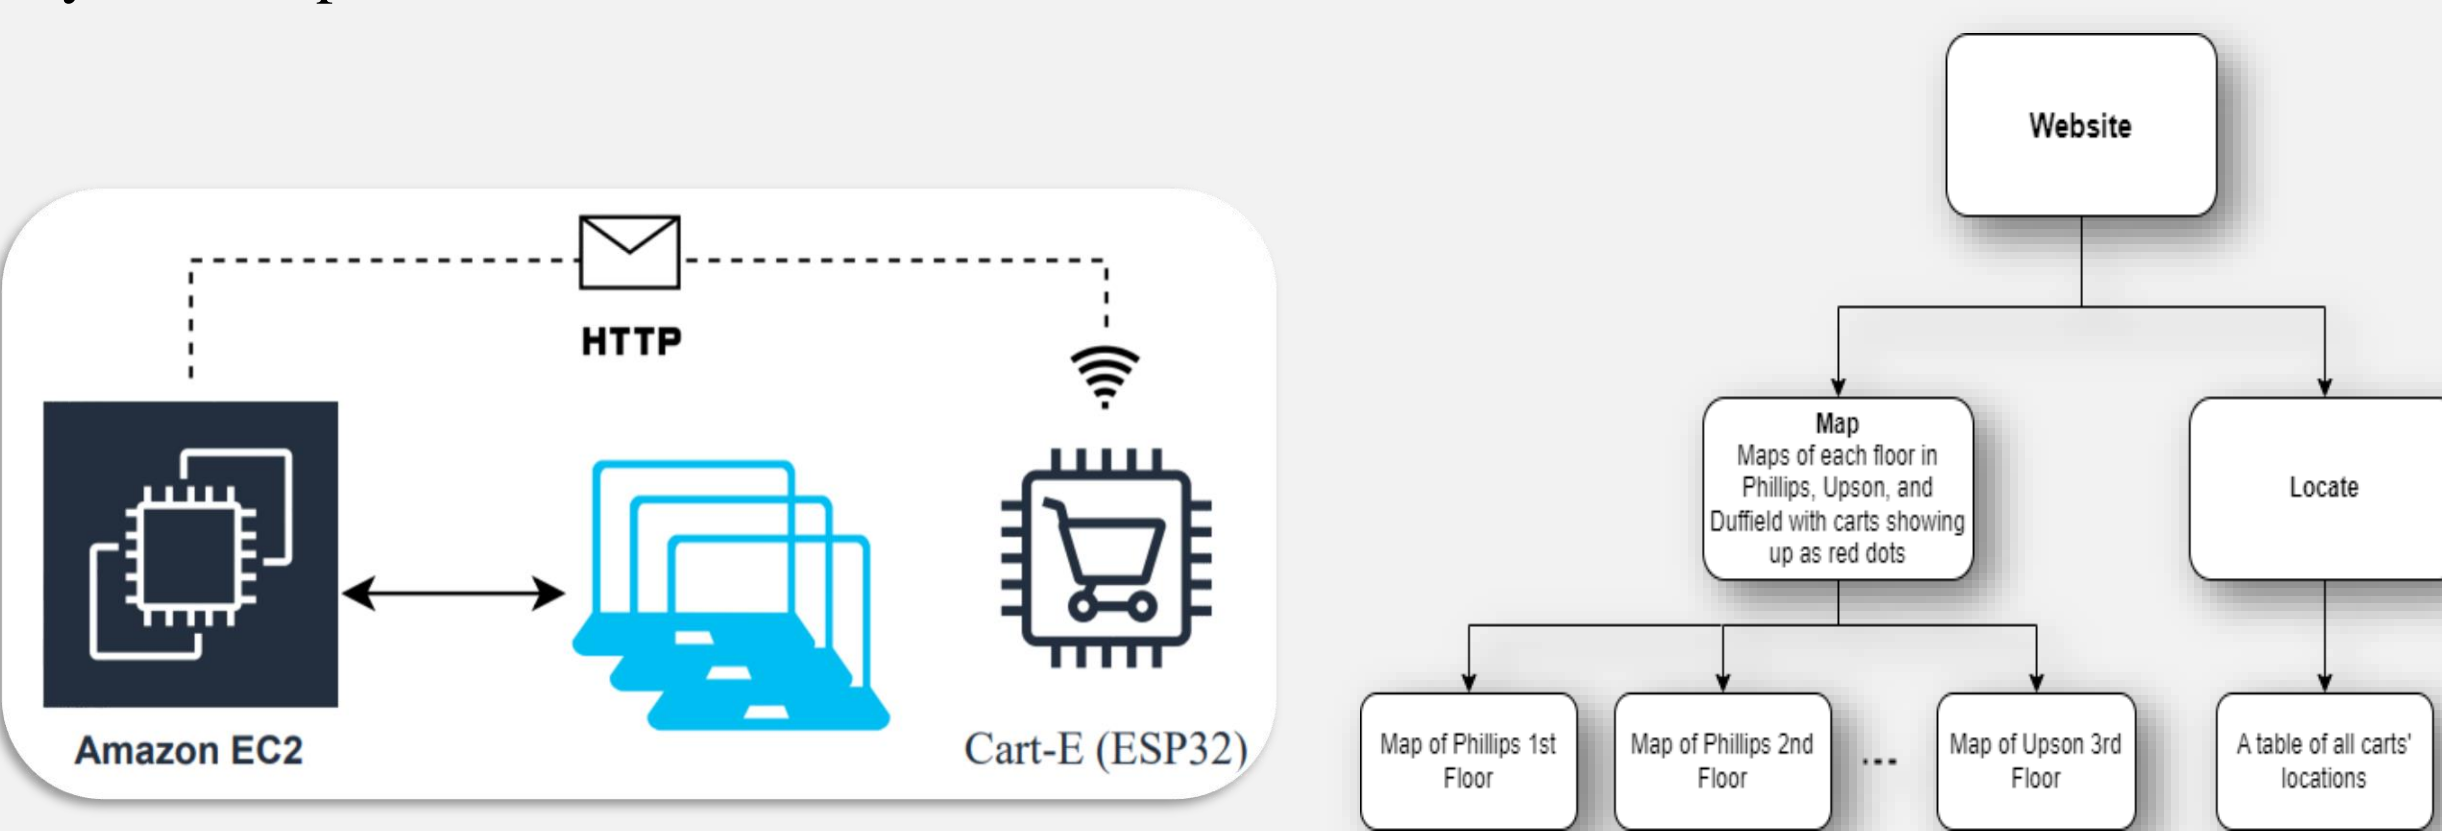 HTTP
Amazon EC2
Cart-E (ESP32)
Website
Map
Maps of each floor in
Phillips, Upson, and
Duffield with carts showing
up as red dots
Locate
Map of Phillips 1st
Floor
Map of Phillips 2nd
Floor
...
Map of Upson 3rd
Floor
A table of all carts'
locations